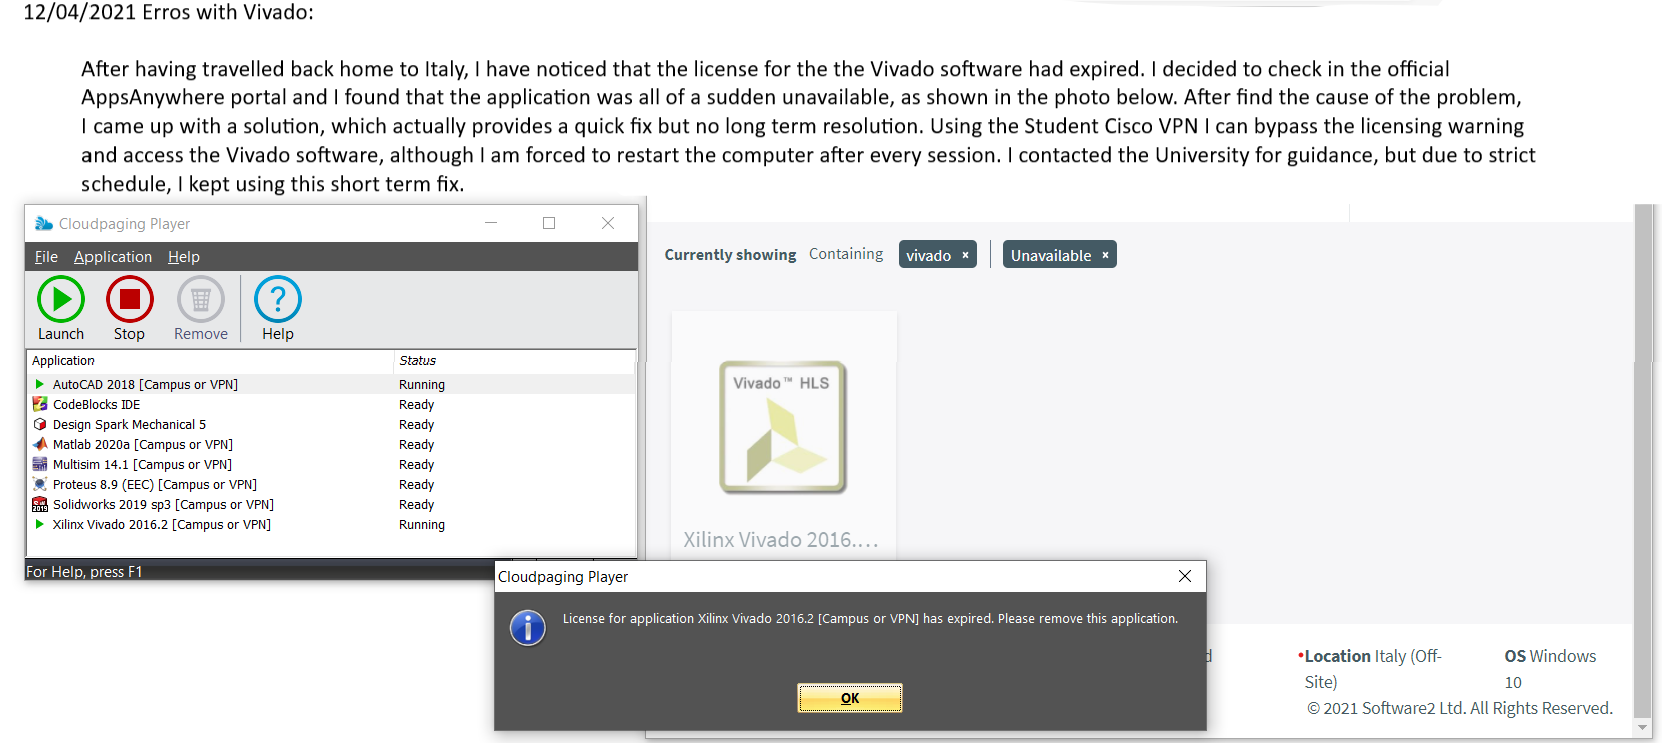 12/04/2021 Erros with Vivado:
After having travelled back home to Italy, I have noticed that the license for the the Vivado software had expired. I decided to check in the official
AppsAnywhere portal and I found that the application was all of a sudden unavailable, as shown in the photo below. After find the cause of the problem,
I came up with a solution, which actually provides a quick fix but no long term resolution. Using the Student Cisco VPN I can bypass the licensing warning
and access the Vivado software, although I am forced to restart the computer after every session. I contacted the University for guidance, but due to strict
schedule, I kept using this short term fix.
Cloudpaging Player
File Application Help
Launch Stop Remove Help
Application Status
AutoCAD 2018 [Campus or VPN] Running
CodeBlocks IDE Ready
Design Spark Mechanical 5 Ready
Matlab 2020a [Campus or VPN] Ready
Multisim 14.1 [Campus or VPN] Ready
Proteus 8.9 (EEC) [Campus or VPN] Ready
Solidworks 2019 sp3 [Campus or VPN] Ready
Xilinx Vivado 2016.2 [Campus or VPN] Running
For Help, press F1
Currently showing Containing vivado × Unavailable ×
Vivado™ HLS
Xilinx Vivado 2016....
Cloudpaging Player
License for application Xilinx Vivado 2016.2 [Campus or VPN] has expired. Please remove this application.
OK
•Location Italy (Off-
Site)
OS Windows
10
© 2021 Software2 Ltd. All Rights Reserved.